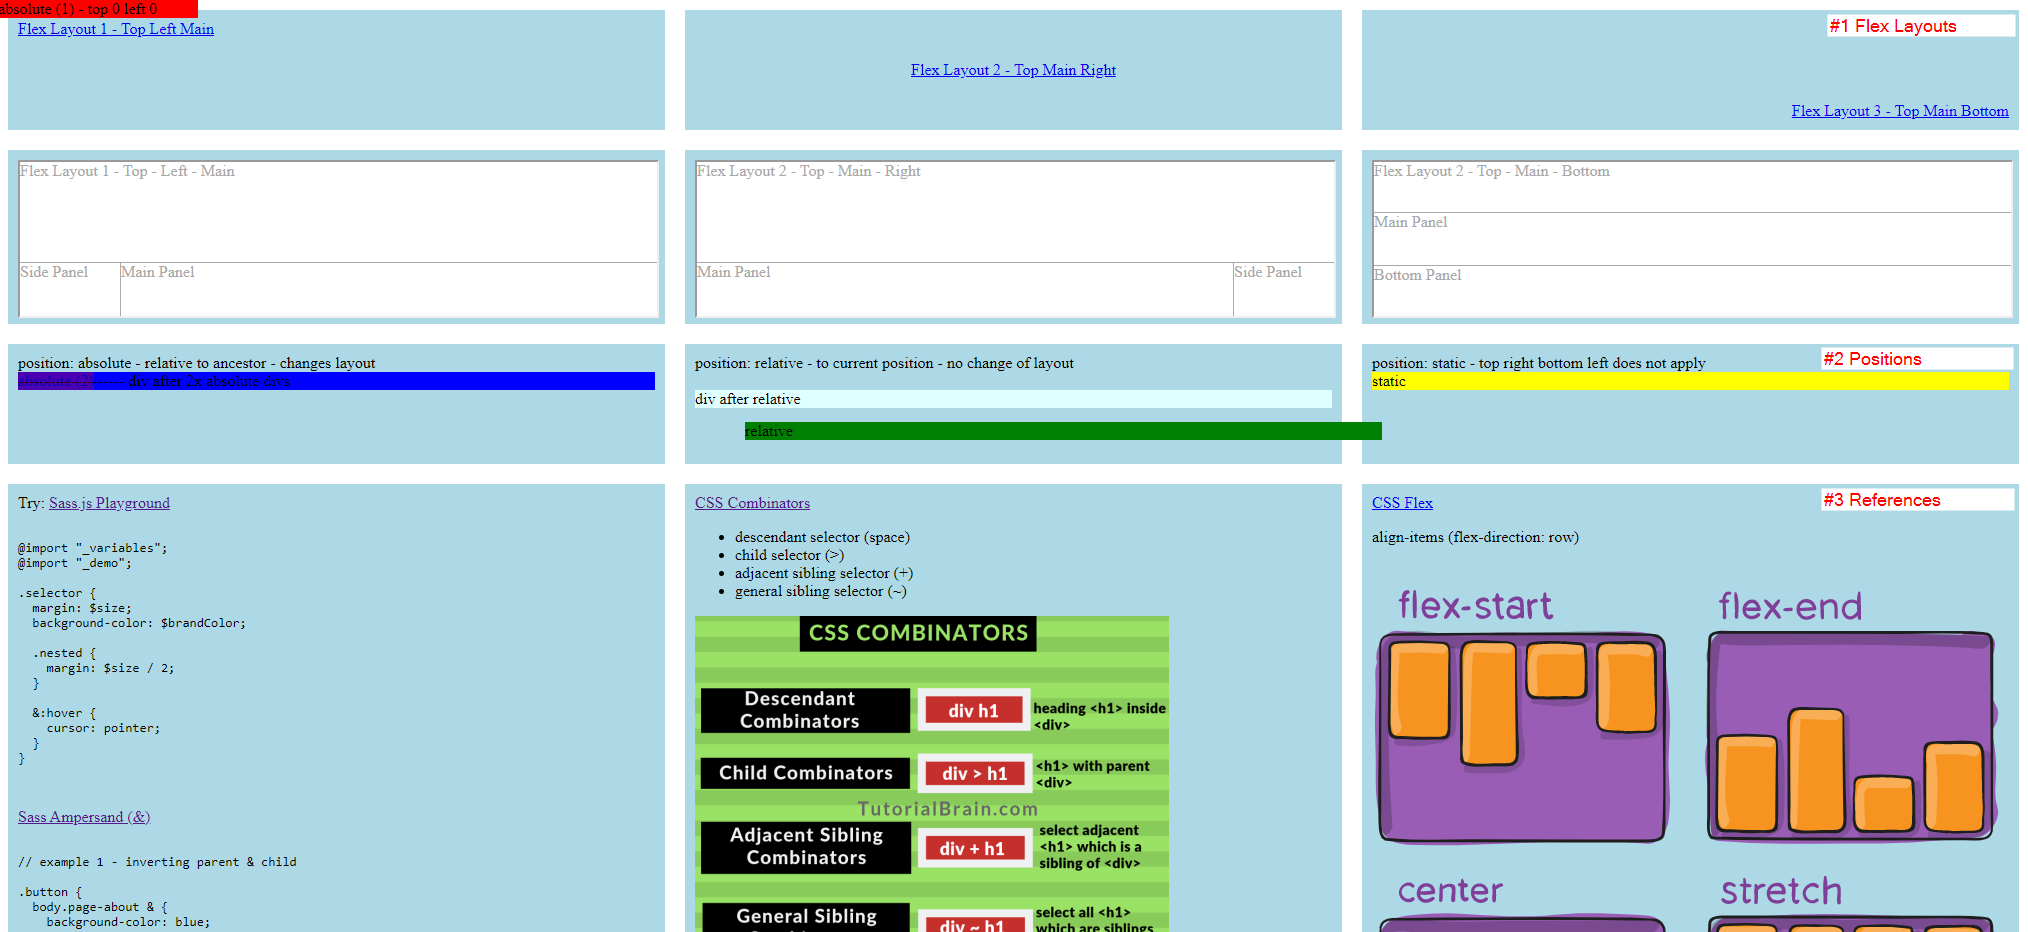 absolute (1) - top 0 left 0
Flex Layout 1 - Top Left Main
Flex Layout 2 - Top Main Right
#1 Flex Layouts
Flex Layout 3 - Top Main Bottom
Flex Layout 1 - Top - Left - Main
Side Panel
Main Panel
Flex Layout 2 - Top - Main - Right
Main Panel
Side Panel
Flex Layout 2 - Top - Main - Bottom
Main Panel
Bottom Panel
position: absolute - relative to ancestor - changes layout
------ div after 2x absolute divs
position: relative - to current position - no change of layout
div after relative
relative
position: static - top right bottom left does not apply
#2 Positions
static
Try: Sass.js Playground
@import "_variables";
@import "_demo";
.selector {
margin: $size;
background-color: $brandColor;
.nested {
margin: $size / 2;
}
&:hover {
cursor: pointer;
}
}
Sass Ampersand (&)
// example 1 - inverting parent & child
.button {
body.page-about & {
background-color: blue;
CSS Combinators
• descendant selector (space)
• child selector (>)
• adjacent sibling selector (+)
• general sibling selector (~)
CSS COMBINATORS
Descendant
Combinators
div h1
heading <h1> inside
<div>
Child Combinators
div > h1
<h1> with parent
<div>
TutorialBrain.com
Adjacent Sibling
Combinators
div + h1
select adjacent
<h1> which is a
sibling of <div>
General Sibling
div ~ h1
select all <h1>
which are siblings
CSS Flex
#3 References
align-items (flex-direction: row)
flex-start
flex-end
center
stretch